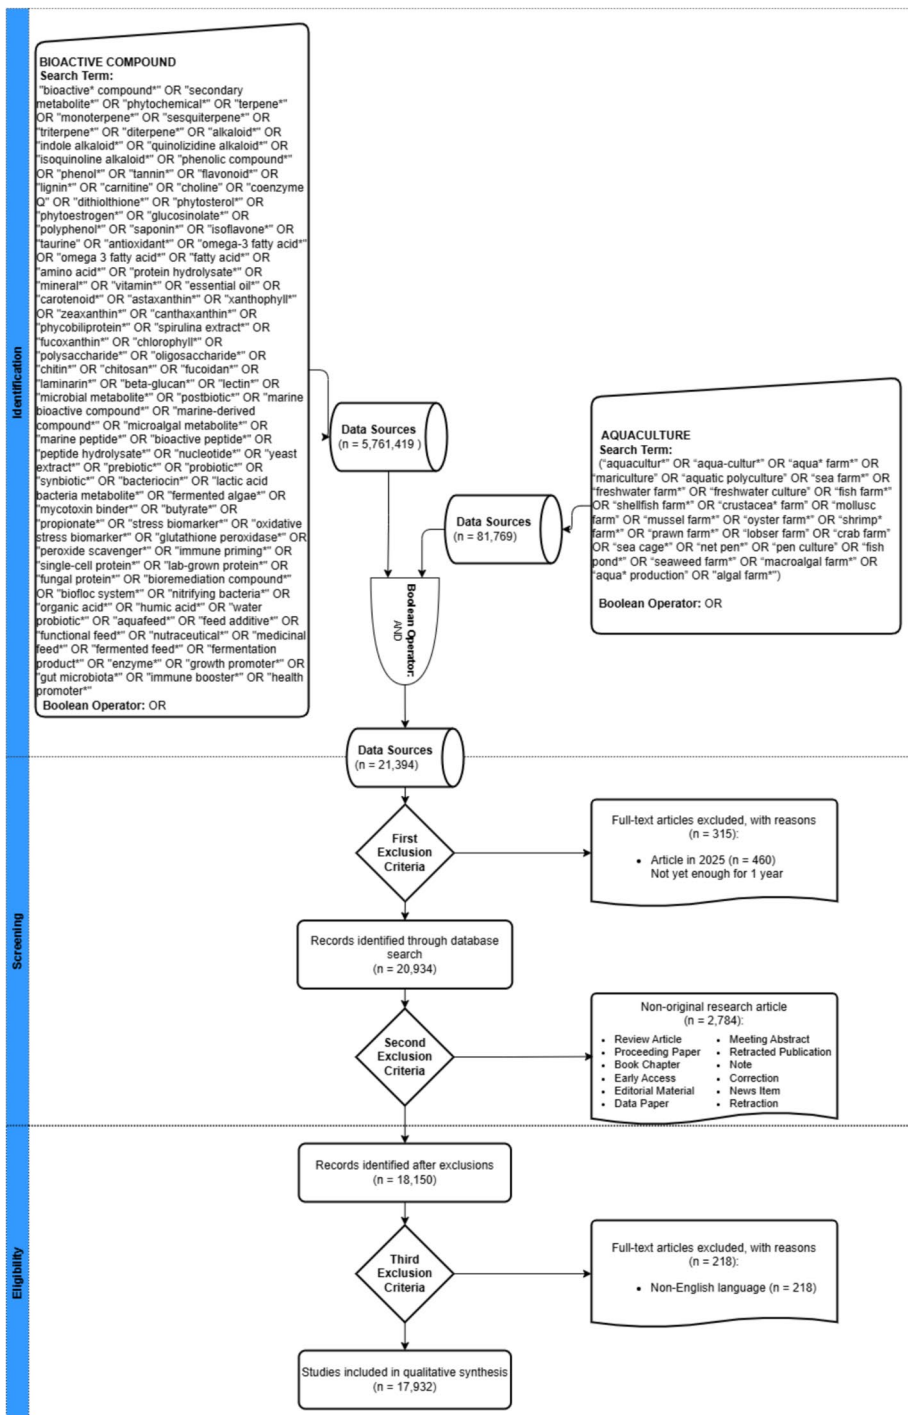 Identification
BIOACTIVE COMPOUND
Search Term:
"bioactive* compound*" OR "secondary
metabolite*" OR "phytochemical*" OR "terpene*"
OR "monoterpene*" OR "sesquiterpene*" OR
"triterpene*" OR "diterpene*" OR "alkaloid*" OR
"indole alkaloid*" OR "quinolizidine alkaloid*" OR
"isoquinoline alkaloid*" OR "phenolic compound*"
OR "phenol*" OR "tannin*" OR "flavonoid*" OR
"lignin*" OR "carnitine" OR "choline" OR "coenzyme
Q" OR "dithiolthione*" OR "phytosterol*" OR
"phytoestrogen*" OR "glucosinolate*" OR
"polyphenol*" OR "saponin*" OR "isoflavone*" OR
"taurine" OR "antioxidant*" OR "omega-3 fatty acid*"
OR "omega 3 fatty acid*" OR "fatty acid*" OR
"amino acid*" OR "protein hydrolysate*" OR
"mineral*" OR "vitamin*" OR "essential oil*" OR
"carotenoid*" OR "astaxanthin*" OR "xanthophyll*"
OR "zeaxanthin*" OR "canthaxanthin*" OR
"phycobiliprotein*" OR "spirulina extract*" OR
"fucoxanthin*" OR "chlorophyll*" OR
"polysaccharide*" OR "oligosaccharide*" OR
"chitin*" OR "chitosan*" OR "fucoidan*" OR
"laminarin*" OR "beta-glucan*" OR "lectin*" OR
"microbial metabolite*" OR "postbiotic*" OR "marine
bioactive compound*" OR "marine-derived
compound*" OR "microalgal metabolite*" OR
"marine peptide*" OR "bioactive peptide*" OR
"peptide hydrolysate*" OR "nucleotide*" OR "yeast
extract*" OR "prebiotic*" OR "probiotic*" OR
"synbiotic*" OR "bacteriocin*" OR "lactic acid
bacteria metabolite*" OR "fermented algae*" OR
"mycotoxin binder*" OR "butyrate*" OR
"propionate*" OR "stress biomarker*" OR "oxidative
stress biomarker*" OR "glutathione peroxidase*" OR
"peroxide scavenger*" OR "immune priming*" OR
"single-cell protein*" OR "lab-grown protein*" OR
"fungal protein*" OR "bioremediation compound*"
OR "biofloc system*" OR "nitrifying bacteria*" OR
"organic acid*" OR "humic acid*" OR "water
probiotic*" OR "aquafeed*" OR "feed additive*" OR
"functional feed*" OR "nutraceutical*" OR "medicinal
feed*" OR "fermented feed*" OR "fermentation
product*" OR "enzyme*" OR "growth promoter*" OR
"gut microbiota*" OR "immune booster*" OR "health
promoter*"
Boolean Operator: OR
Data Sources
(n = 5,761,419 )
AQUACULTURE
Search Term:
("aquacultur*" OR "aqua-cultur*" OR "aqua* farm*" OR
"mariculture" OR "aquatic polyculture" OR "sea farm*" OR
"freshwater farm*" OR "freshwater culture" OR "fish farm*"
OR "shellfish farm*" OR "crustacea* farm" OR "mollusc
farm" OR "mussel farm*" OR "oyster farm*" OR "shrimp*
farm*" OR "prawn farm*" OR "lobser farm" OR "crab farm"
OR "sea cage*" OR "net pen*" OR "pen culture" OR "fish
pond*" OR "seaweed farm*" OR "macroalgal farm*" OR
"aqua* production" OR "algal farm*")
Boolean Operator: OR
Data Sources
(n = 81,769)
Boolean Operator:
AND
Data Sources
(n = 21,394)
Screening
First
Exclusion
Criteria
Full-text articles excluded, with reasons
(n = 315):
• Article in 2025 (n = 460)
Not yet enough for 1 year
Records identified through database
search
(n = 20,934)
Second
Exclusion
Criteria
Non-original research article
(n = 2,784):
• Review Article
• Proceeding Paper
• Book Chapter
• Early Access
• Editorial Material
• Data Paper
• Meeting Abstract
• Retracted Publication
• Note
• Correction
• News Item
• Retraction
Eligibility
Records identified after exclusions
(n = 18,150)
Third
Exclusion
Criteria
Full-text articles excluded, with reasons
(n = 218):
• Non-English language (n = 218)
Studies included in qualitative synthesis
(n = 17,932)